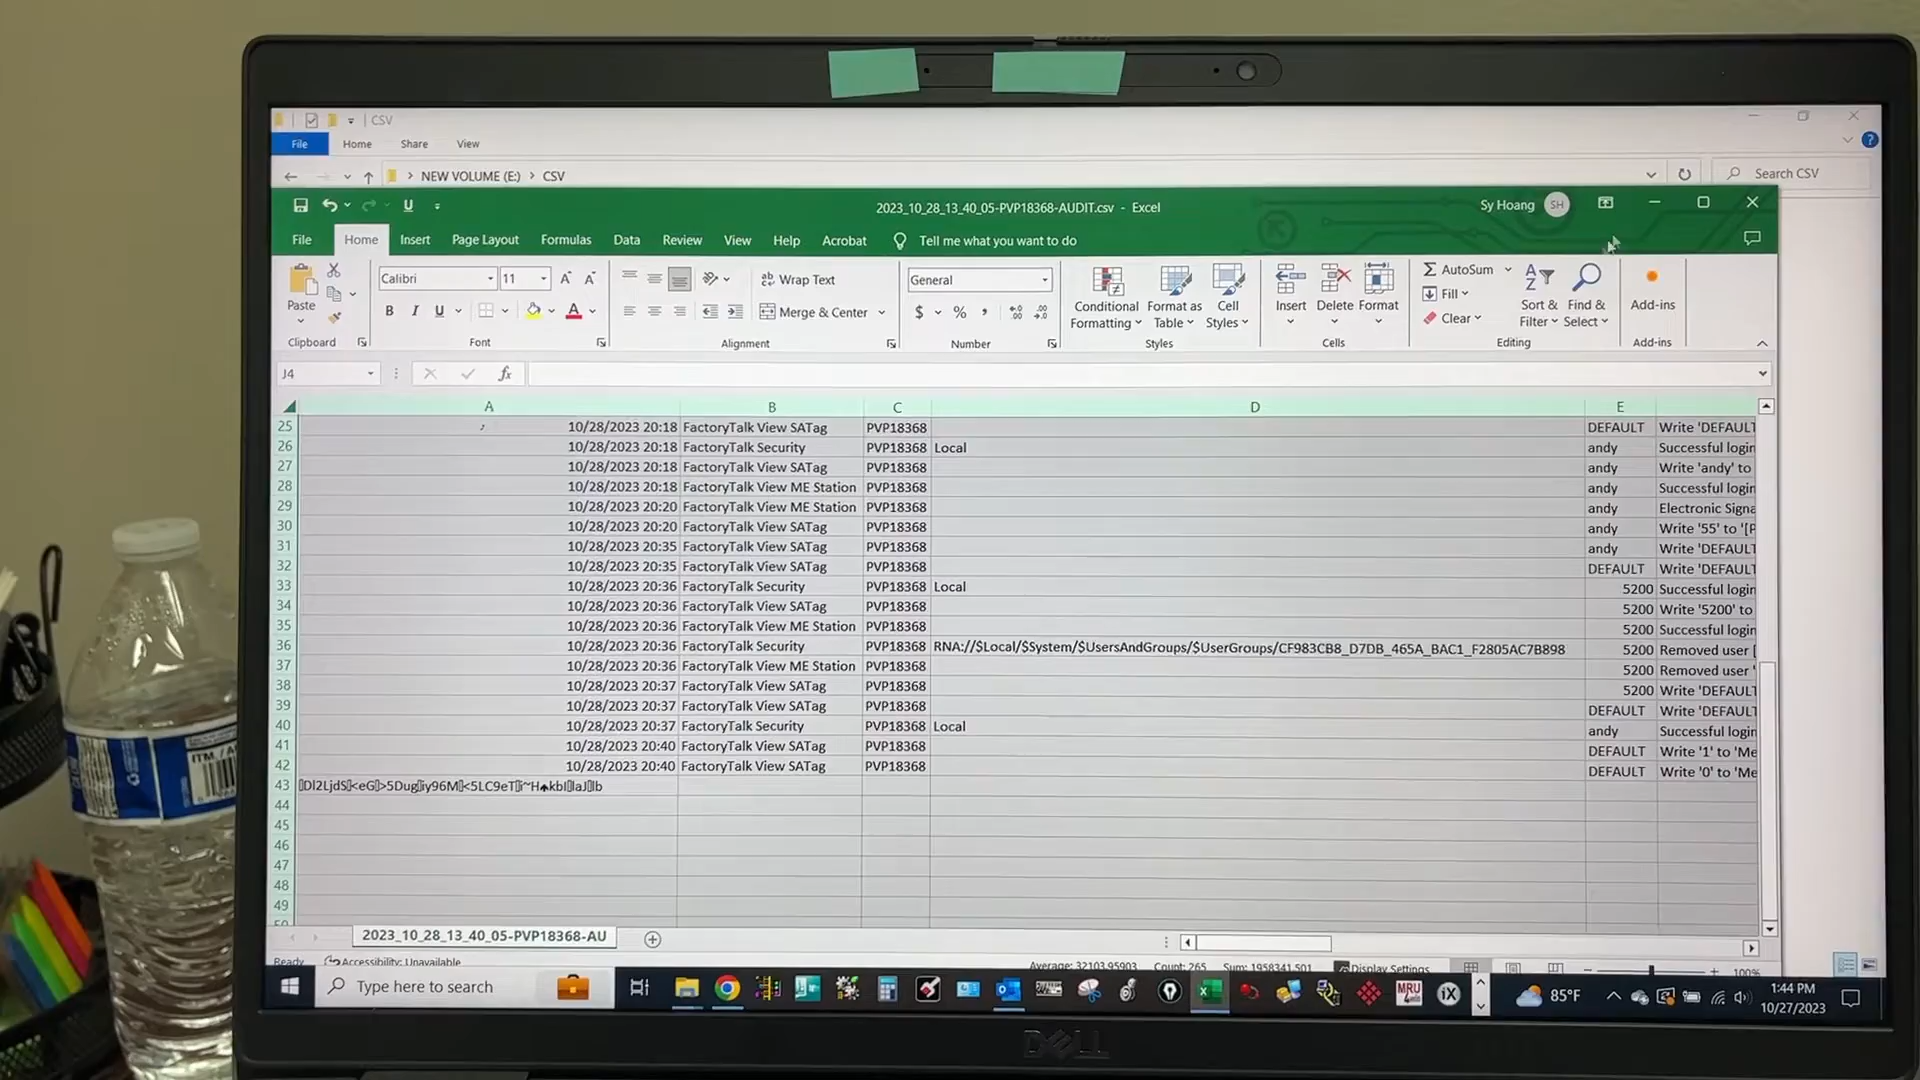 CSV
File Home Share View
NEW VOLUME (E:) > CSV
Search CSV
2023_10_28_13_40_05-PVP18368-AUDIT.csv - Excel
Sy Hoang SH
File Home Insert Page Layout Formulas Data Review View Help Acrobat Tell me what you want to do
Calibri 11
Wrap Text
General
AutoSum
Paste
Merge & Center
Conditional Formatting
Format as Table
Cell Styles
Insert Delete Format
Fill
Clear
Sort & Filter
Find & Select
Add-ins
Clipboard Font Alignment Number Styles Cells Editing Add-ins
J4 fx
A B C D E
25 10/28/2023 20:18 FactoryTalk View SATag PVP18368 DEFAULT Write 'DEFAULT
26 10/28/2023 20:18 FactoryTalk Security PVP18368 Local andy Successful login
27 10/28/2023 20:18 FactoryTalk View SATag PVP18368 andy Write 'andy' to
28 10/28/2023 20:18 FactoryTalk View ME Station PVP18368 andy Successful login
29 10/28/2023 20:20 FactoryTalk View ME Station PVP18368 andy Electronic Signa
30 10/28/2023 20:20 FactoryTalk View SATag PVP18368 andy Write '55' to '[P
31 10/28/2023 20:35 FactoryTalk View SATag PVP18368 andy Write 'DEFAULT
32 10/28/2023 20:35 FactoryTalk View SATag PVP18368 DEFAULT Write 'DEFAULT
33 10/28/2023 20:36 FactoryTalk Security PVP18368 Local 5200 Successful login
34 10/28/2023 20:36 FactoryTalk View SATag PVP18368 5200 Write '5200' to
35 10/28/2023 20:36 FactoryTalk View ME Station PVP18368 5200 Successful login
36 10/28/2023 20:36 FactoryTalk Security PVP18368 RNA://$Local/$System/$UsersAndGroups/$UserGroups/CF983CB8_D7DB_465A_BAC1_F2805AC7B898 5200 Removed user [
37 10/28/2023 20:36 FactoryTalk View ME Station PVP18368 5200 Removed user '
38 10/28/2023 20:37 FactoryTalk View SATag PVP18368 5200 Write 'DEFAULT
39 10/28/2023 20:37 FactoryTalk View SATag PVP18368 DEFAULT Write 'DEFAULT
40 10/28/2023 20:37 FactoryTalk Security PVP18368 Local andy Successful login
41 10/28/2023 20:40 FactoryTalk View SATag PVP18368 DEFAULT Write '1' to 'Me
42 10/28/2023 20:40 FactoryTalk View SATag PVP18368 DEFAULT Write '0' to 'Me
43
44
45
46
47
48
49
50
2023_10_28_13_40_05-PVP18368-AU
Ready Accessibility: Unavailable Average: 32103.95903 Count: 265 Sum: 1958341.501 Display Settings 100%
Type here to search
MRU
iX
85°F
1:44 PM
10/27/2023
DELL